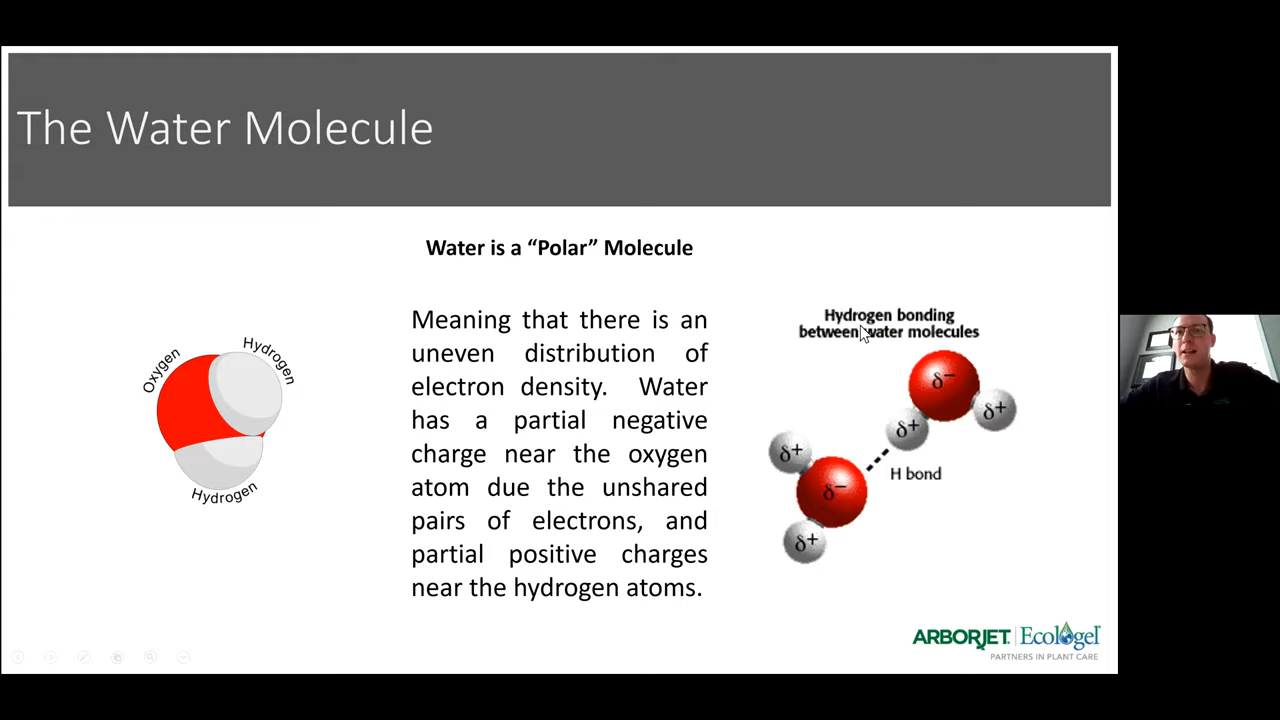 The Water Molecule
Water is a “Polar” Molecule
Oxygen
Hydrogen
Hydrogen
Meaning that there is an
uneven distribution of
electron density. Water
has a partial negative
charge near the oxygen
atom due the unshared
pairs of electrons, and
partial positive charges
near the hydrogen atoms.
Hydrogen bonding
between water molecules
δ−
δ+
δ+
δ+
H bond
δ−
δ+
ARBORJET | Ecologel
PARTNERS IN PLANT CARE